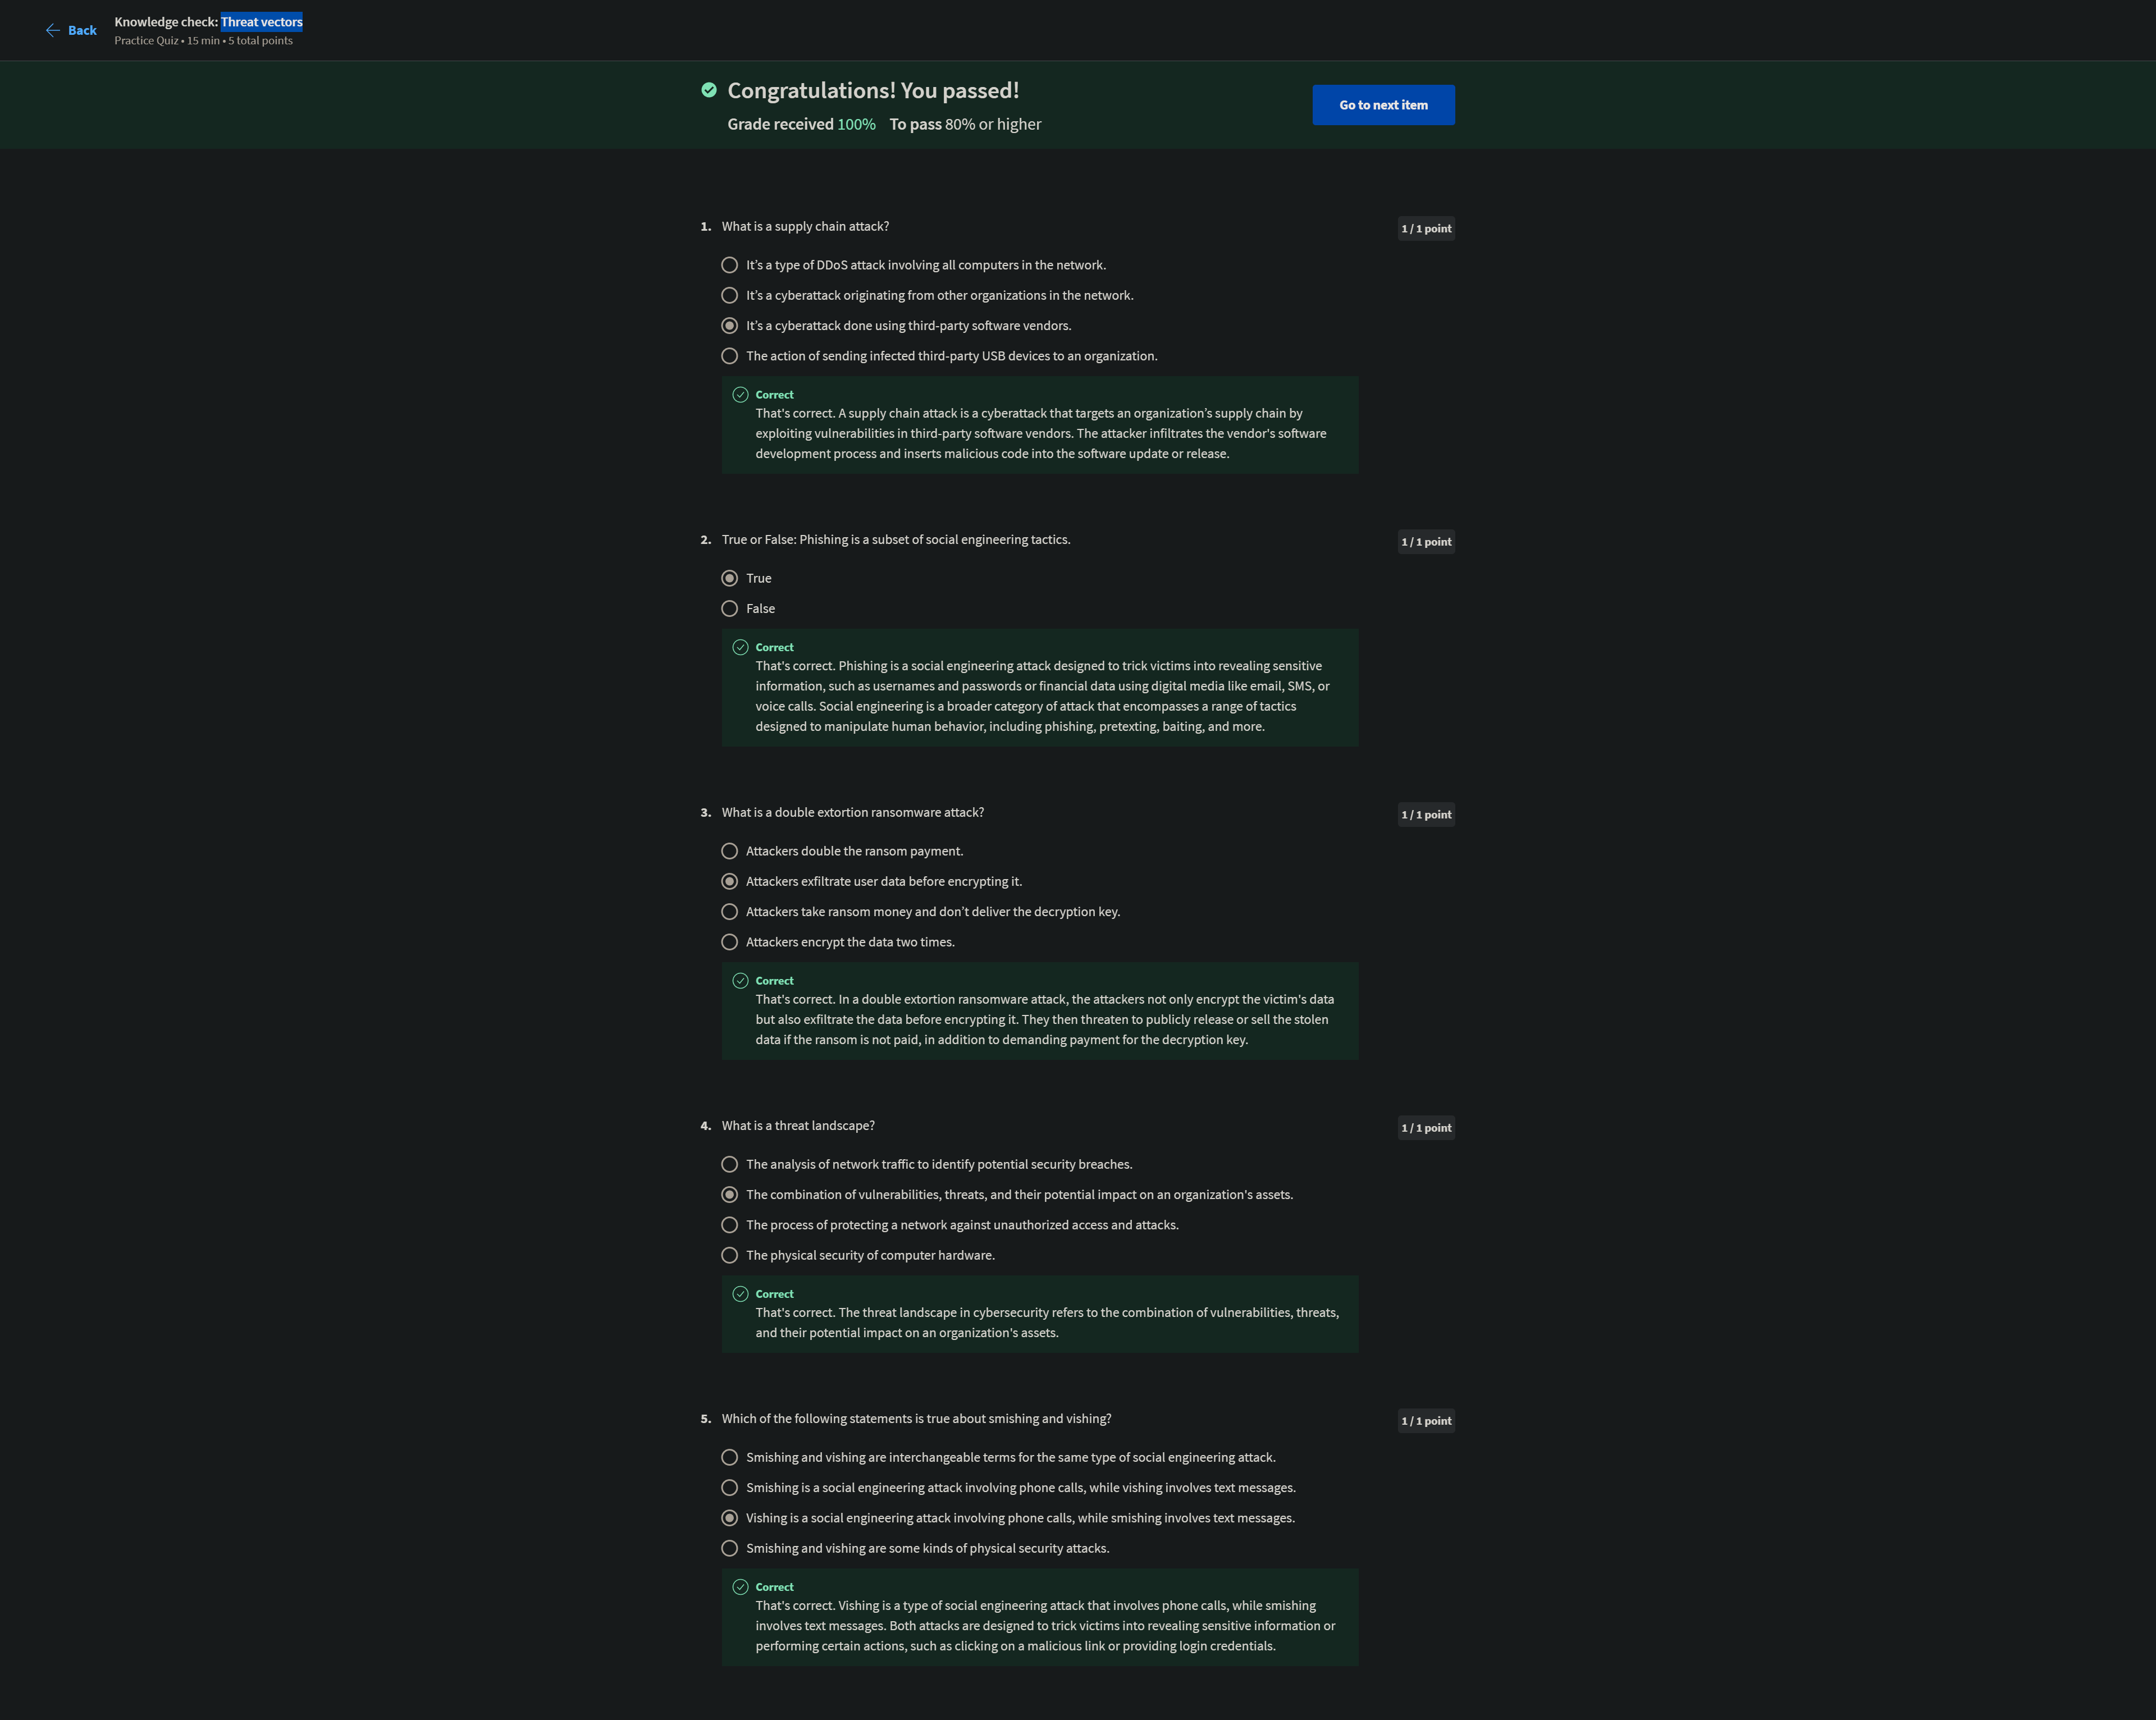 Back
Knowledge check: Threat vectors
Practice Quiz • 15 min • 5 total points
Congratulations! You passed!
Grade received 100% To pass 80% or higher
Go to next item
1. What is a supply chain attack?
1 / 1 point
It’s a type of DDoS attack involving all computers in the network.
It’s a cyberattack originating from other organizations in the network.
It’s a cyberattack done using third-party software vendors.
The action of sending infected third-party USB devices to an organization.
Correct
That's correct. A supply chain attack is a cyberattack that targets an organization’s supply chain by
exploiting vulnerabilities in third-party software vendors. The attacker infiltrates the vendor's software
development process and inserts malicious code into the software update or release.
2. True or False: Phishing is a subset of social engineering tactics.
1 / 1 point
True
False
Correct
That's correct. Phishing is a social engineering attack designed to trick victims into revealing sensitive
information, such as usernames and passwords or financial data using digital media like email, SMS, or
voice calls. Social engineering is a broader category of attack that encompasses a range of tactics
designed to manipulate human behavior, including phishing, pretexting, baiting, and more.
3. What is a double extortion ransomware attack?
1 / 1 point
Attackers double the ransom payment.
Attackers exfiltrate user data before encrypting it.
Attackers take ransom money and don’t deliver the decryption key.
Attackers encrypt the data two times.
Correct
That's correct. In a double extortion ransomware attack, the attackers not only encrypt the victim's data
but also exfiltrate the data before encrypting it. They then threaten to publicly release or sell the stolen
data if the ransom is not paid, in addition to demanding payment for the decryption key.
4. What is a threat landscape?
1 / 1 point
The analysis of network traffic to identify potential security breaches.
The combination of vulnerabilities, threats, and their potential impact on an organization's assets.
The process of protecting a network against unauthorized access and attacks.
The physical security of computer hardware.
Correct
That's correct. The threat landscape in cybersecurity refers to the combination of vulnerabilities, threats,
and their potential impact on an organization's assets.
5. Which of the following statements is true about smishing and vishing?
1 / 1 point
Smishing and vishing are interchangeable terms for the same type of social engineering attack.
Smishing is a social engineering attack involving phone calls, while vishing involves text messages.
Vishing is a social engineering attack involving phone calls, while smishing involves text messages.
Smishing and vishing are some kinds of physical security attacks.
Correct
That's correct. Vishing is a type of social engineering attack that involves phone calls, while smishing
involves text messages. Both attacks are designed to trick victims into revealing sensitive information or
performing certain actions, such as clicking on a malicious link or providing login credentials.